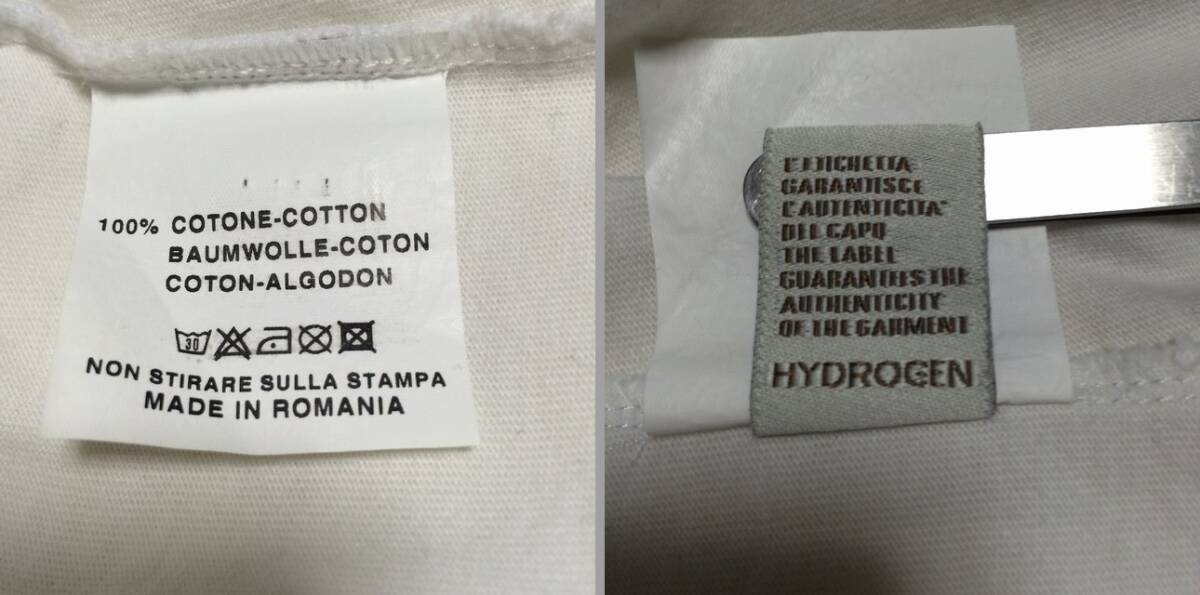 100% COTONE-COTTON
BAUMWOLLE-COTON
COTON-ALGODON
30
NON STIRARE SULLA STAMPA
MADE IN ROMANIA
L'ETICHETTA
GARANTISCE
L'AUTENTICITA'
DEL CAPO
THE LABEL
GUARANTEES THE
AUTHENTICITY
OF THE GARMENT
HYDROGEN